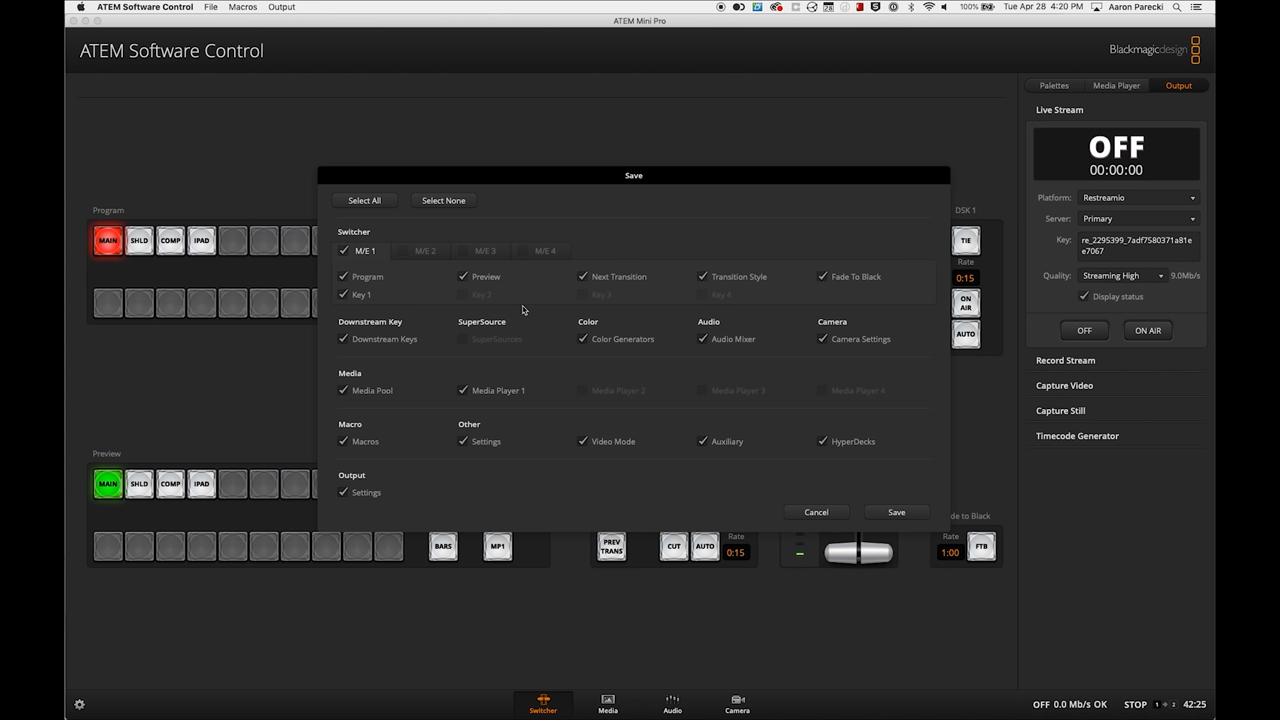 ATEM Software Control File Macros Output
28 100% Tue Apr 28 4:20 PM Aaron Parecki
ATEM Mini Pro
ATEM Software Control
Blackmagicdesign
Palettes Media Player Output
Live Stream
OFF
00:00:00
Platform: Restreamio
Server: Primary
Key: re_2295399_7adf7580371a81e
e7067
Quality: Streaming High 9.0Mb/s
Display status
OFF ON AIR
Record Stream
Capture Video
Capture Still
Timecode Generator
Program
MAIN SHLD COMP IPAD
DSK 1
TIE
Rate
0:15
ON
AIR
AUTO
Save
Select All Select None
Switcher
M/E 1 M/E 2 M/E 3 M/E 4
Program Preview Next Transition Transition Style Fade To Black
Key 1 Key 2 Key 3 Key 4
Downstream Key SuperSource Color Audio Camera
Downstream Keys SuperSources Color Generators Audio Mixer Camera Settings
Media
Media Pool Media Player 1 Media Player 2 Media Player 3 Media Player 4
Macro Other
Macros Settings Video Mode Auxiliary HyperDecks
Output
Settings
Cancel Save
Preview
MAIN SHLD COMP IPAD
BARS MP1
PREV
TRANS
CUT AUTO
Rate
0:15
de to Black
Rate
1:00
FTB
Switcher Media Audio Camera
OFF 0.0 Mb/s OK STOP 1 2 42:25